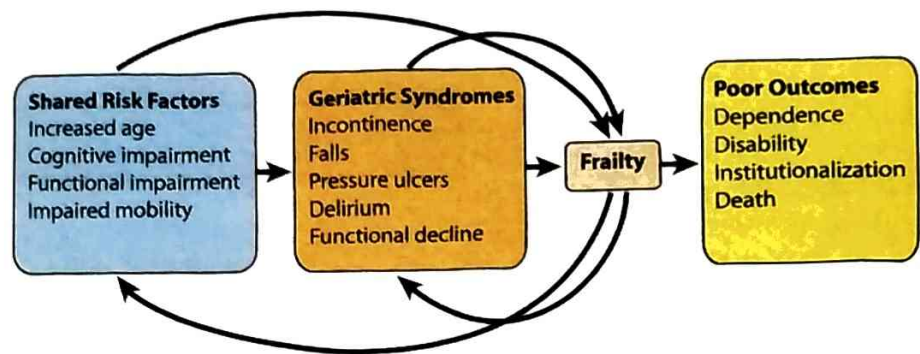 Shared Risk Factors
Increased age
Cognitive impairment
Functional impairment
Impaired mobility
Geriatric Syndromes
Incontinence
Falls
Pressure ulcers
Delirium
Functional decline
Frailty
Poor Outcomes
Dependence
Disability
Institutionalization
Death